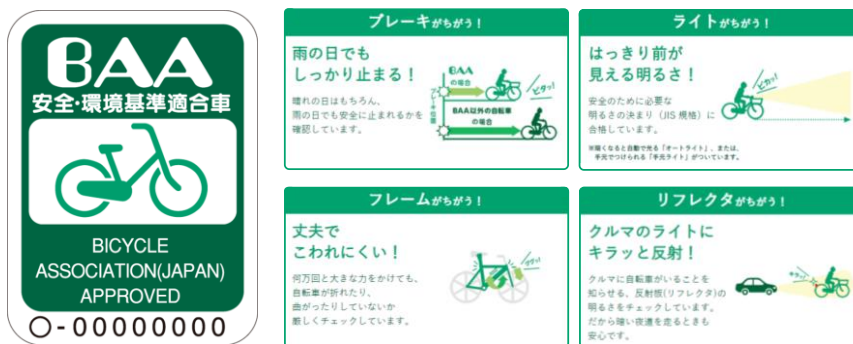 BAA
安全・環境基準適合車
BICYCLE
ASSOCIATION(JAPAN)
APPROVED
○-00000000
ブレーキがちがう！
雨の日でも
しっかり止まる！
晴れの日はもちろん、
雨の日でも安全に止まれるかを
確認しています。
ブレーキ位置
BAA
の場合
ピタッ！
BAA以外の自転車
の場合
ライトがちがう！
はっきり前が
見える明るさ！
安全のために必要な
明るさの決まり（JIS 規格）に
合格しています。
※暗くなると自動で光る「オートライト」、または、
手元でつけられる「手元ライト」がついています。
ピカッ！
フレームがちがう！
丈夫で
こわれにくい！
何万回と大きな力をかけても、
自転車が折れたり、
曲がったりしていないか
厳しくチェックしています。
リフレクタがちがう！
クルマのライトに
キラッと反射！
クルマに自転車がいることを
知らせる、反射板(リフレクタ)の
明るさをチェックしています。
だから暗い夜道を走るときも
安心です。
キラッ！